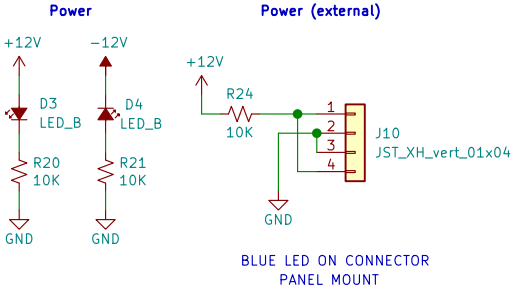 Power
Power (external)
+12V
-12V
+12V
D3
LED_B
D4
LED_B
R24
10K
1
2
3
4
J10
JST_XH_vert_01x04
R20
10K
R21
10K
GND
GND
GND
BLUE LED ON CONNECTOR
PANEL MOUNT